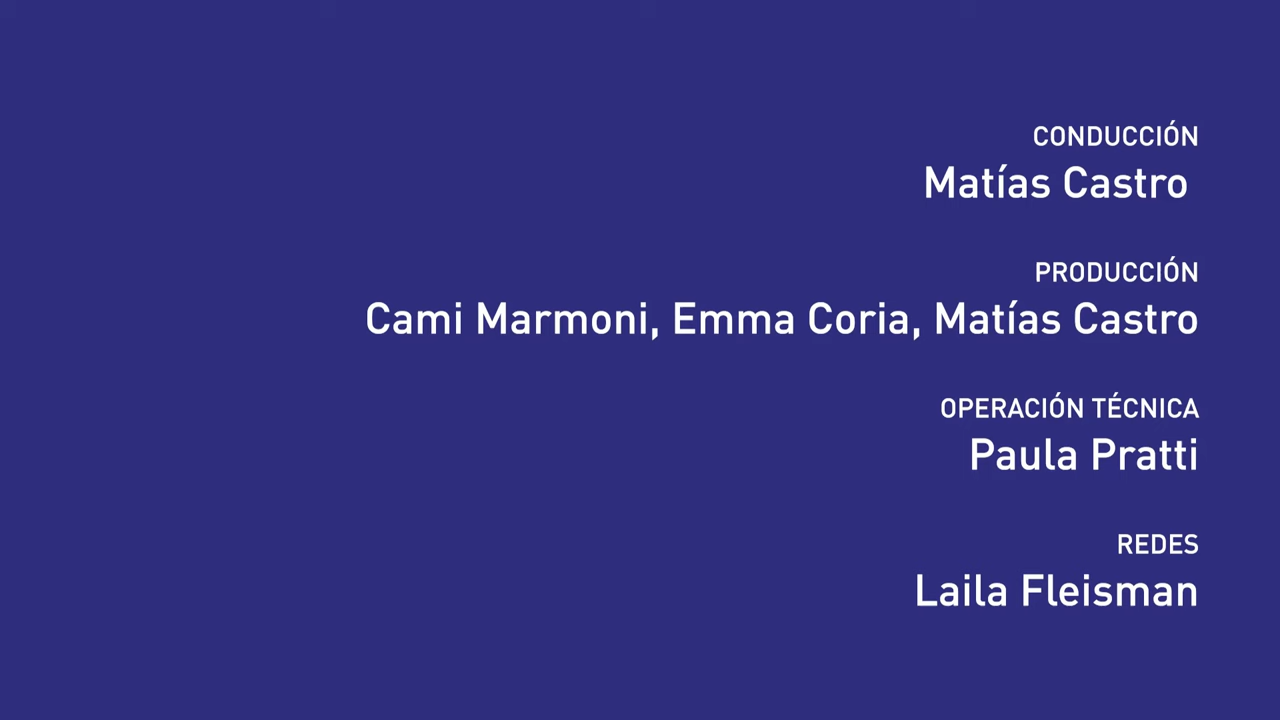 CONDUCCIÓN
Matías Castro
PRODUCCIÓN
Cami Marmoni, Emma Coria, Matías Castro
OPERACIÓN TÉCNICA
Paula Pratti
REDES
Laila Fleisman